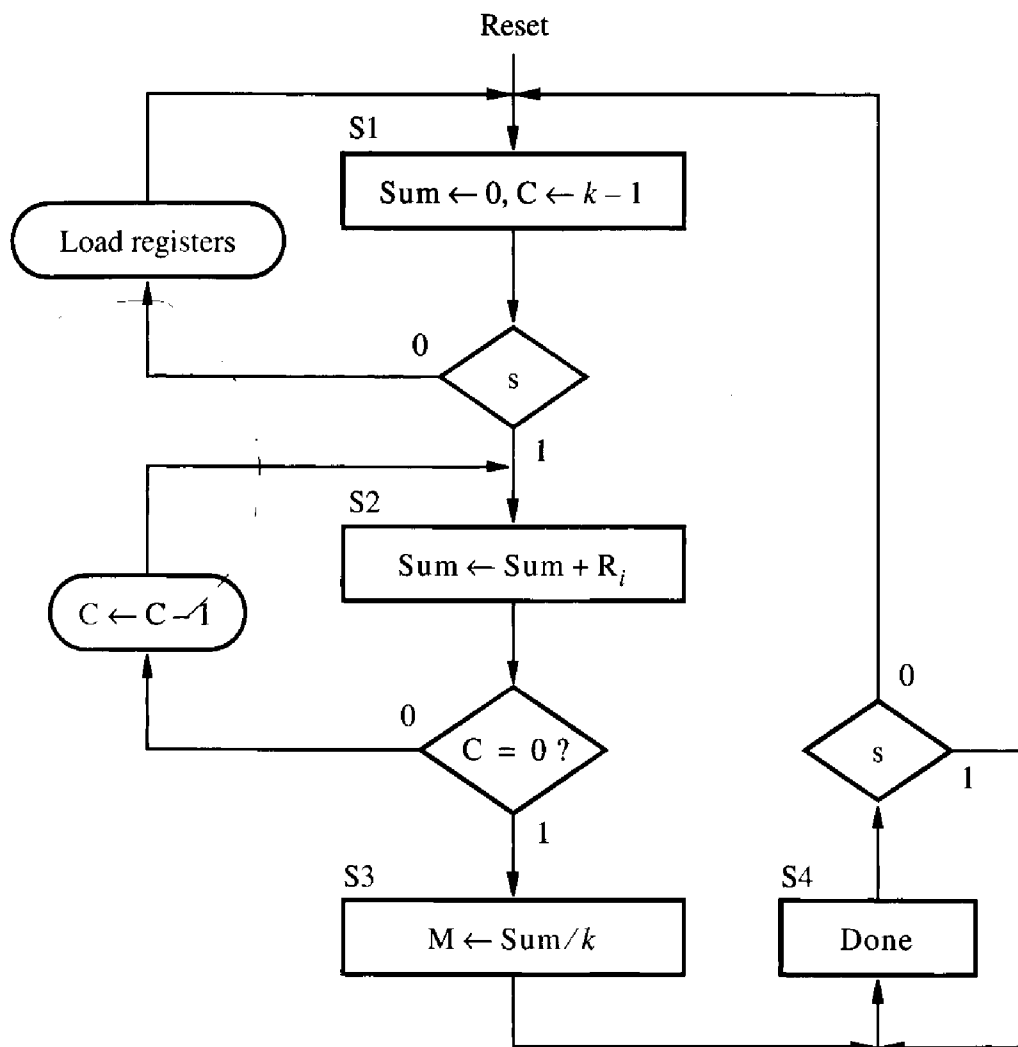 Reset
S1
Sum ← 0, C ← k – 1
Load registers
0
s
1
S2
Sum ← Sum + R_i
C ← C – 1
0
C = 0 ?
1
0
s
1
S3
M ← Sum/k
S4
Done